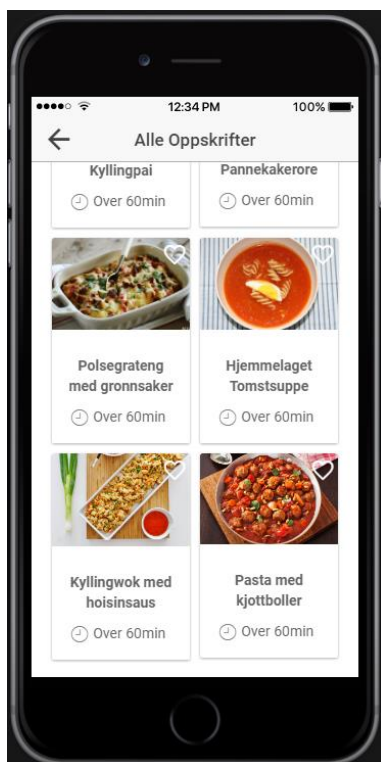 12:34 PM
100%
Alle Oppskrifter
Kyllingpai
Pannekakerore
Over 60min
Over 60min
Polsegrateng
med gronnsaker
Hjemmelaget
Tomstsuppe
Over 60min
Over 60min
Kyllingwok med
hoisinsaus
Pasta med
kjottboller
Over 60min
Over 60min